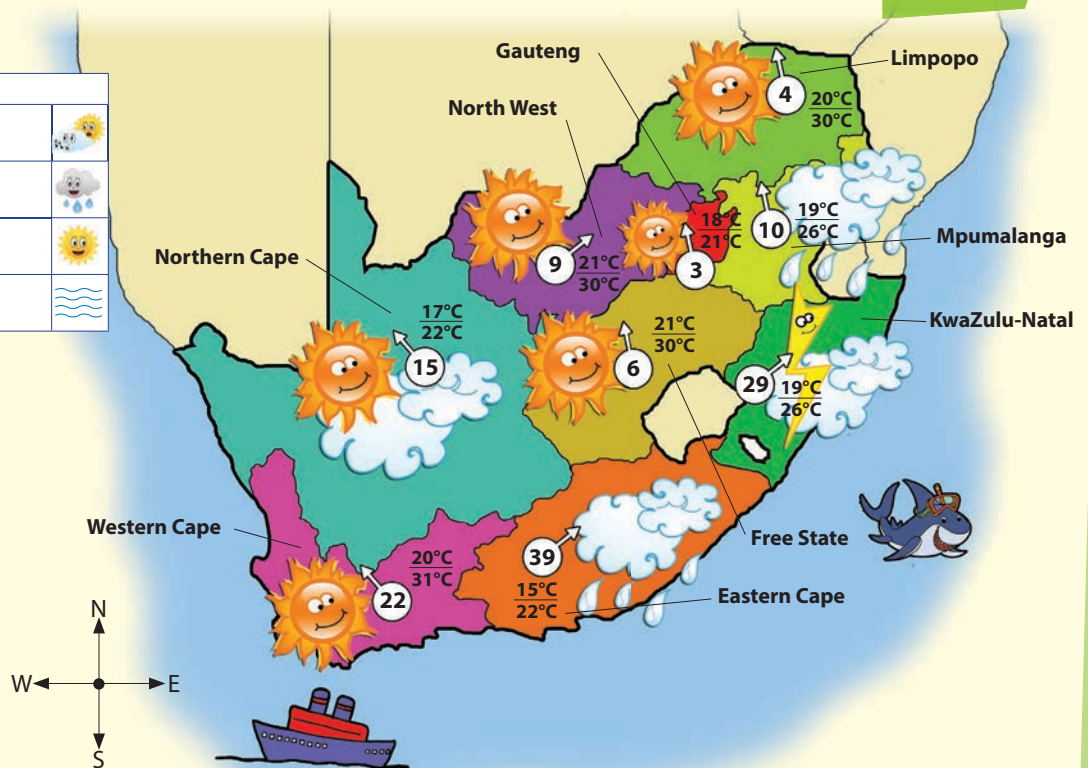 Gauteng
Limpopo
4
20°C
30°C
North West
18°C
21°C
10
19°C
26°C
Mpumalanga
9
21°C
30°C
3
Northern Cape
17°C
22°C
15
21°C
30°C
6
KwaZulu-Natal
29
19°C
26°C
Western Cape
20°C
31°C
22
39
15°C
22°C
Free State
Eastern Cape
N
W
E
S